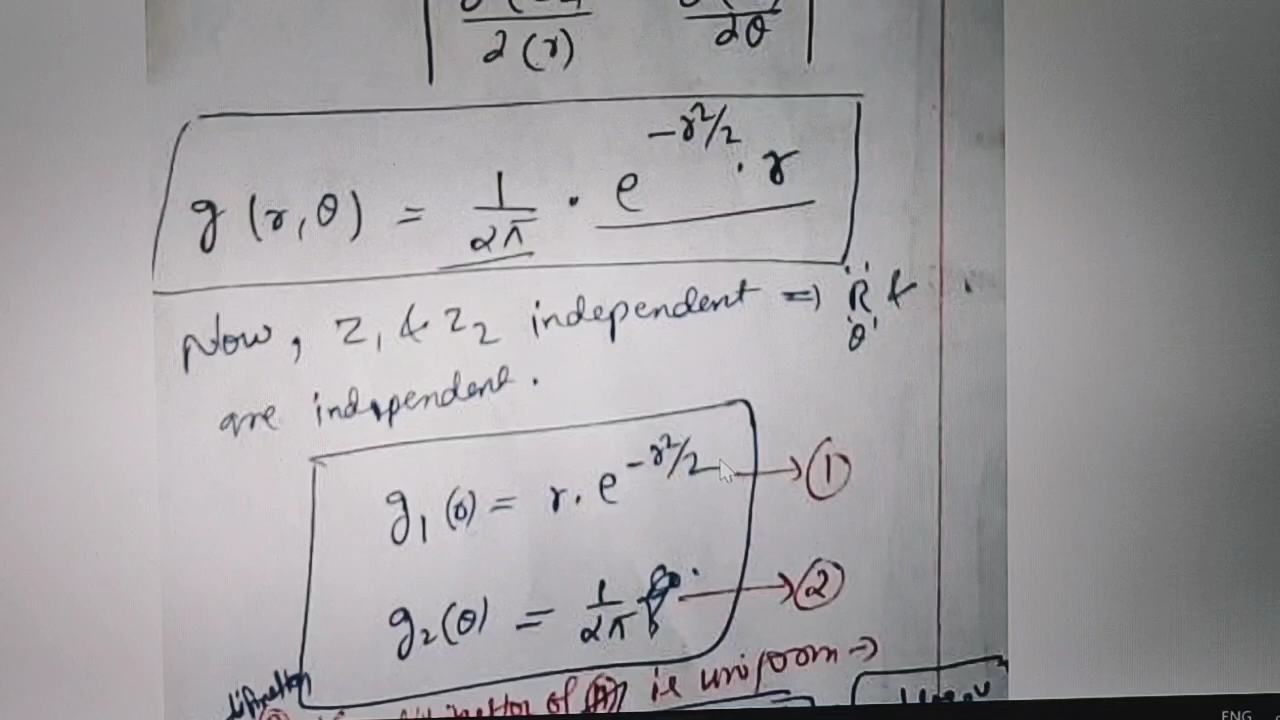 ∂(r) ∂θ
g(r,θ) = 1/2π · e^(-r²/2) · r
Now, Z₁ & Z₂ independent ⇒ R &
θ
are independent.
g₁(r) = r. e^(-r²/2) → ①
g₂(θ) = 1/2π → ②
is uniform →
ENG